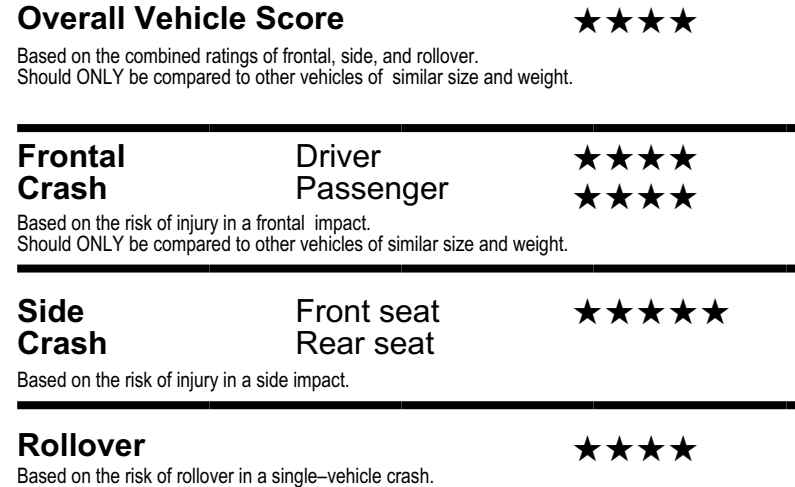 Overall Vehicle Score ★★★★
Based on the combined ratings of frontal, side, and rollover.
Should ONLY be compared to other vehicles of similar size and weight.
Frontal Driver ★★★★
Crash Passenger ★★★★
Based on the risk of injury in a frontal impact.
Should ONLY be compared to other vehicles of similar size and weight.
Side Front seat ★★★★★
Crash Rear seat
Based on the risk of injury in a side impact.
Rollover ★★★★
Based on the risk of rollover in a single–vehicle crash.